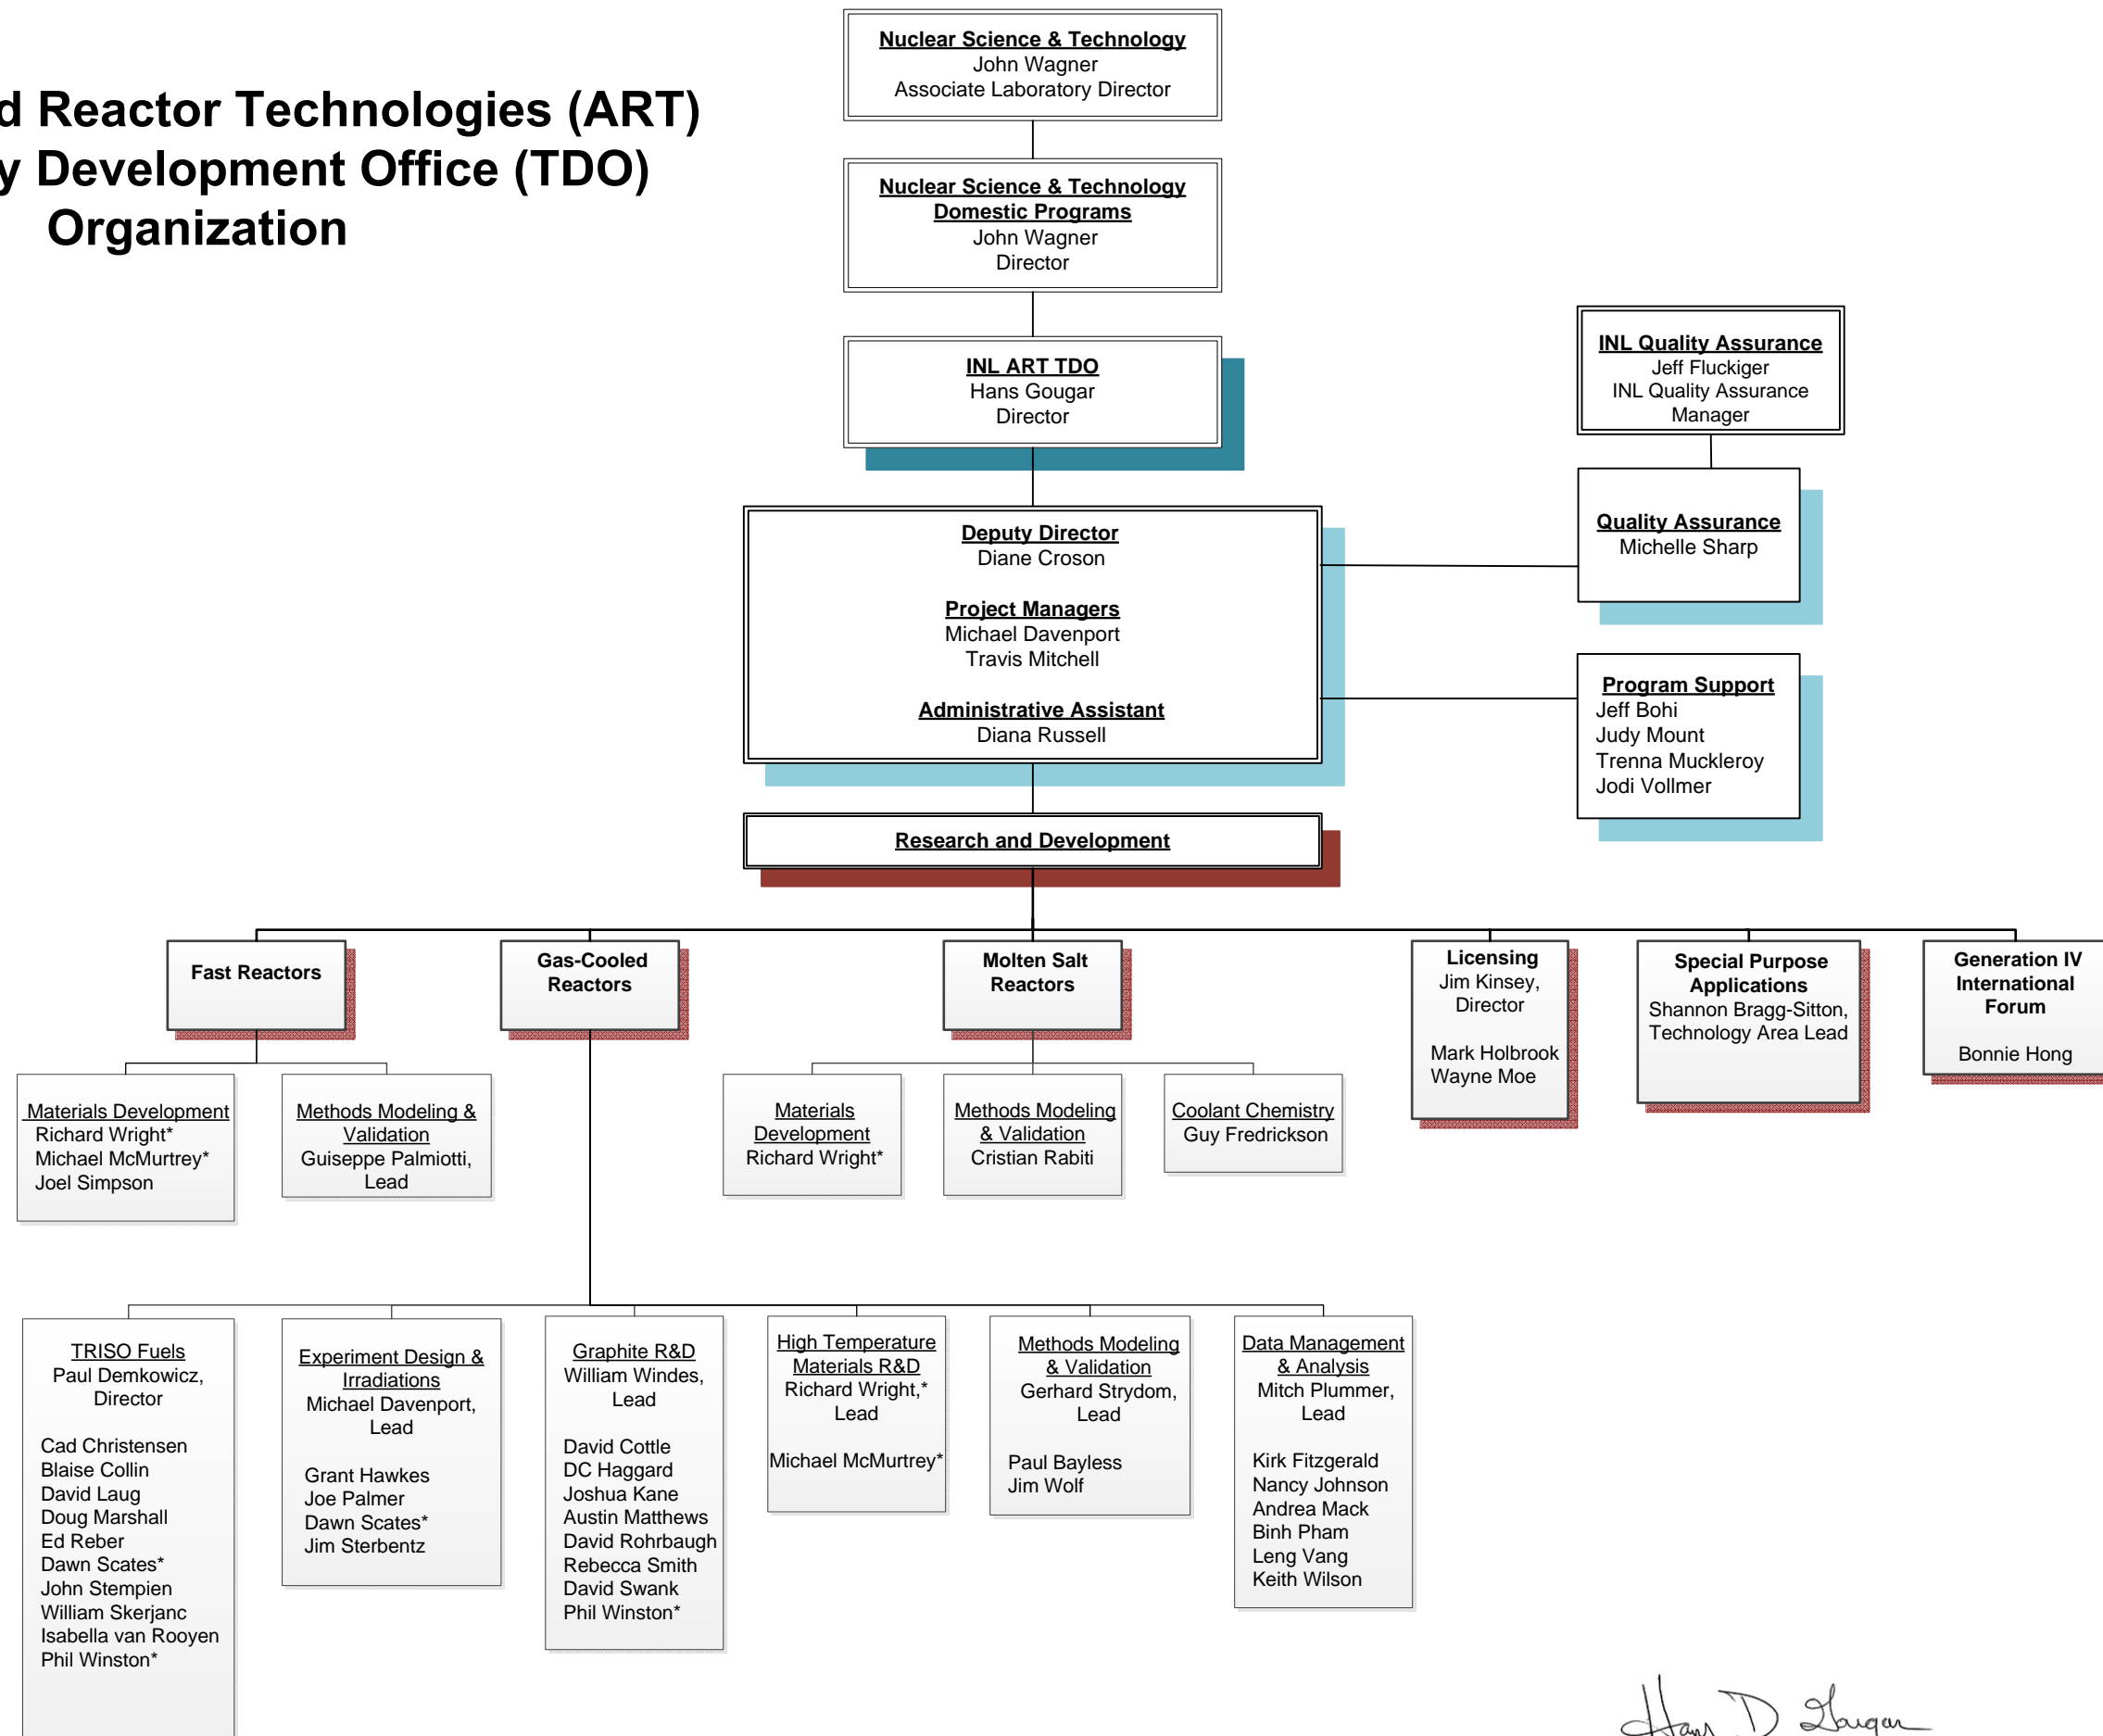 d Reactor Technologies (ART)
y Development Office (TDO)
Organization
Nuclear Science & Technology
John Wagner
Associate Laboratory Director
Nuclear Science & Technology
Domestic Programs
John Wagner
Director
INL ART TDO
Hans Gougar
Director
INL Quality Assurance
Jeff Fluckiger
INL Quality Assurance
Manager
Deputy Director
Diane Croson
Project Managers
Michael Davenport
Travis Mitchell
Administrative Assistant
Diana Russell
Quality Assurance
Michelle Sharp
Program Support
Jeff Bohi
Judy Mount
Trenna Muckleroy
Jodi Vollmer
Research and Development
Fast Reactors
Gas-Cooled
Reactors
Molten Salt
Reactors
Licensing
Jim Kinsey,
Director
Mark Holbrook
Wayne Moe
Special Purpose
Applications
Shannon Bragg-Sitton,
Technology Area Lead
Generation IV
International
Forum
Bonnie Hong
Materials Development
Richard Wright*
Michael McMurtrey*
Joel Simpson
Methods Modeling &
Validation
Guiseppe Palmiotti,
Lead
Materials
Development
Richard Wright*
Methods Modeling
& Validation
Cristian Rabiti
Coolant Chemistry
Guy Fredrickson
TRISO Fuels
Paul Demkowicz,
Director
Cad Christensen
Blaise Collin
David Laug
Doug Marshall
Ed Reber
Dawn Scates*
John Stempien
William Skerjanc
Isabella van Rooyen
Phil Winston*
Experiment Design &
Irradiations
Michael Davenport,
Lead
Grant Hawkes
Joe Palmer
Dawn Scates*
Jim Sterbentz
Graphite R&D
William Windes,
Lead
David Cottle
DC Haggard
Joshua Kane
Austin Matthews
David Rohrbaugh
Rebecca Smith
David Swank
Phil Winston*
High Temperature
Materials R&D
Richard Wright,*
Lead
Michael McMurtrey*
Methods Modeling
& Validation
Gerhard Strydom,
Lead
Paul Bayless
Jim Wolf
Data Management
& Analysis
Mitch Plummer,
Lead
Kirk Fitzgerald
Nancy Johnson
Andrea Mack
Binh Pham
Leng Vang
Keith Wilson
Hans D Gougar